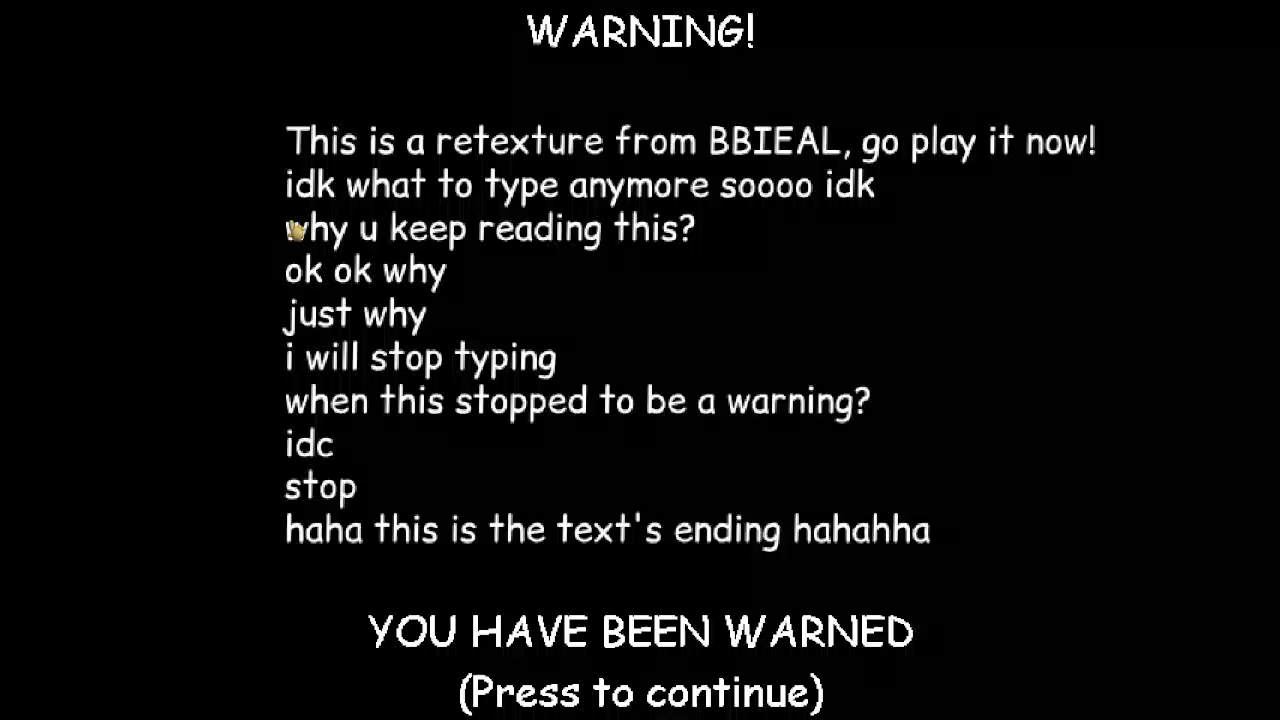 WARNING!
This is a retexture from BBIEAL, go play it now!
idk what to type anymore soooo idk
why u keep reading this?
ok ok why
just why
i will stop typing
when this stopped to be a warning?
idc
stop
haha this is the text's ending hahahha
YOU HAVE BEEN WARNED
(Press to continue)